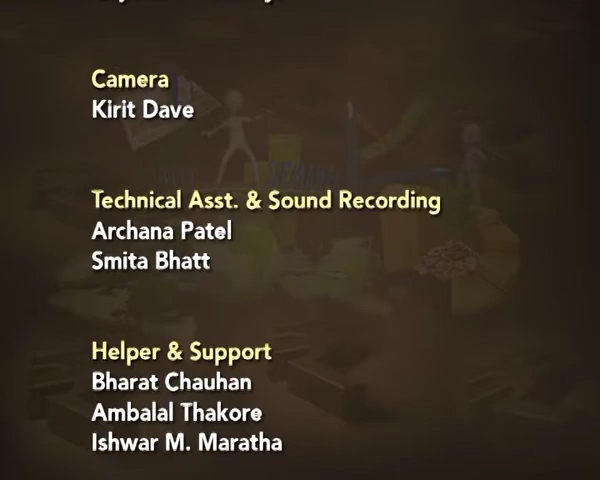 Camera
Kirit Dave
Technical Asst. & Sound Recording
Archana Patel
Smita Bhatt
Helper & Support
Bharat Chauhan
Ambalal Thakore
Ishwar M. Maratha